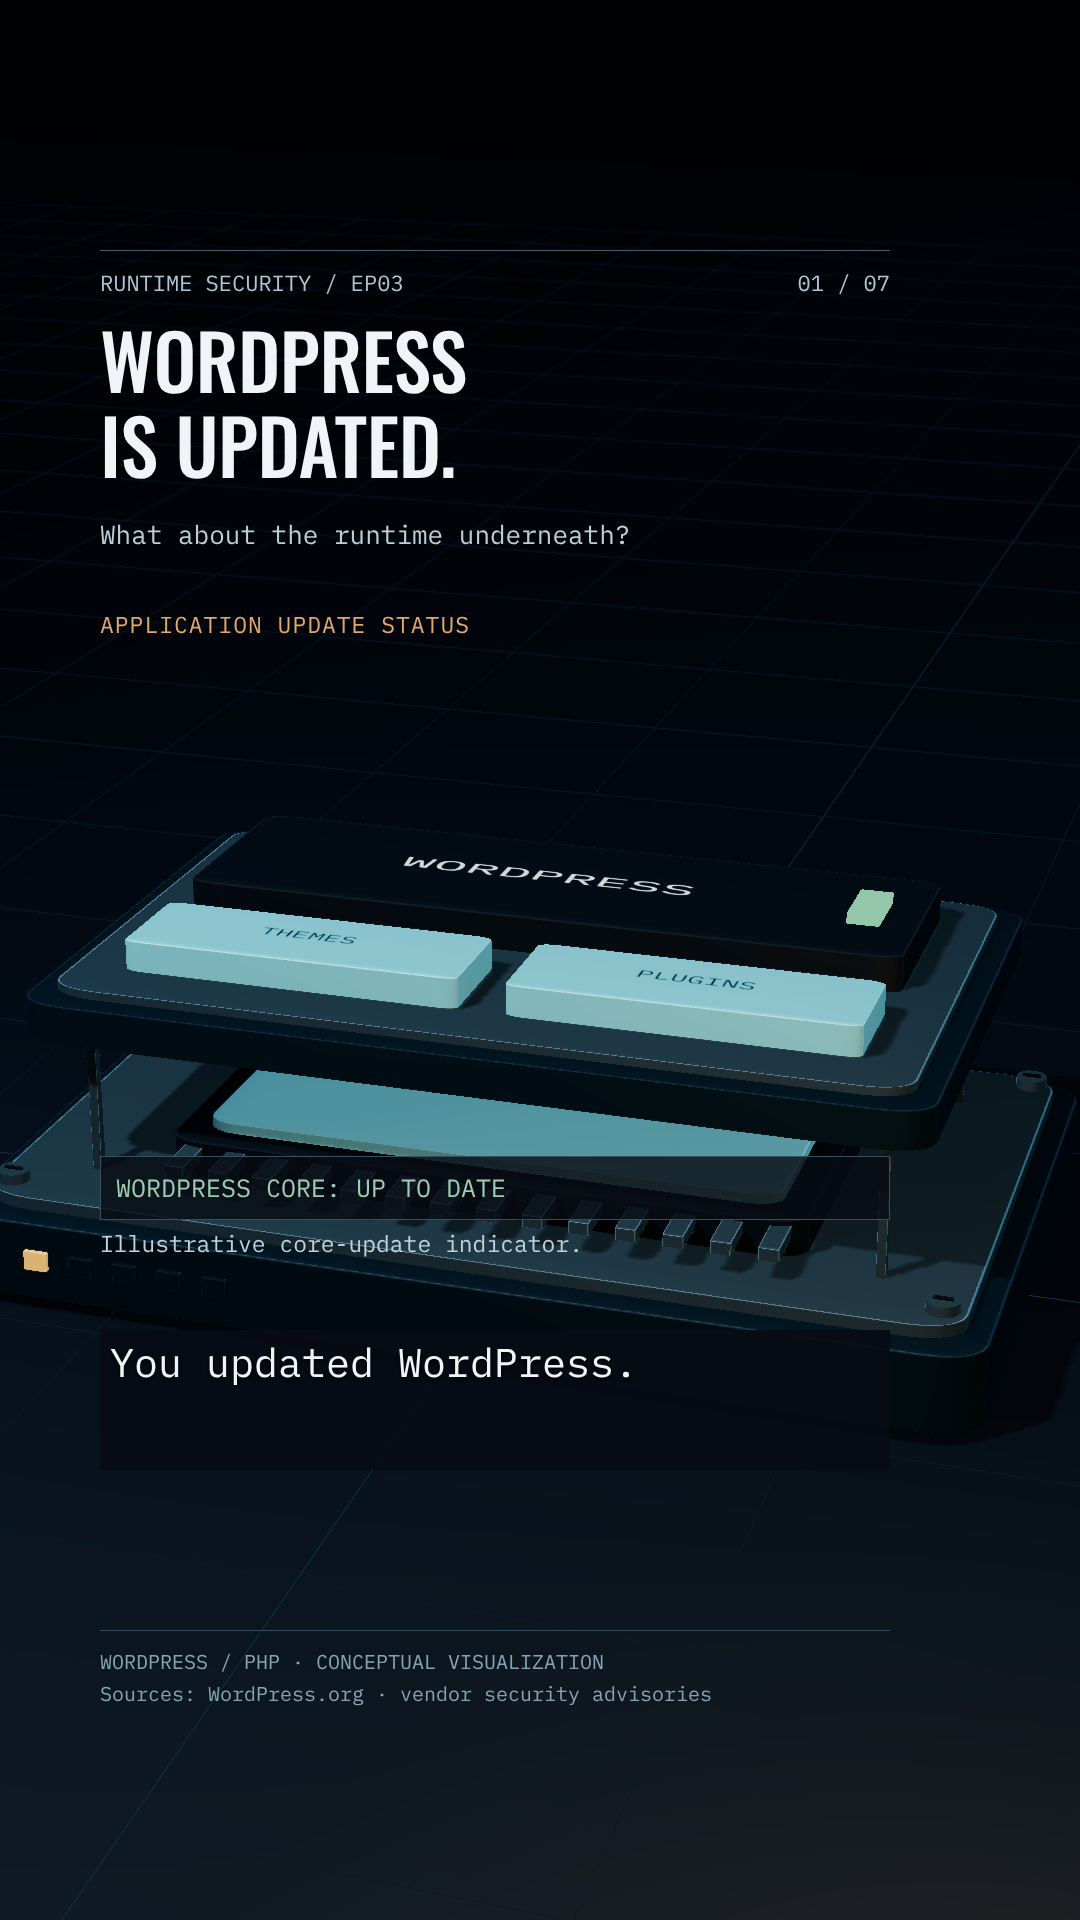 RUNTIME SECURITY / EP03
01 / 07
WORDPRESS
IS UPDATED.
What about the runtime underneath?
APPLICATION UPDATE STATUS
WORDPRESS
THEMES
PLUGINS
WORDPRESS CORE: UP TO DATE
Illustrative core-update indicator.
You updated WordPress.
WORDPRESS / PHP · CONCEPTUAL VISUALIZATION
Sources: WordPress.org · vendor security advisories